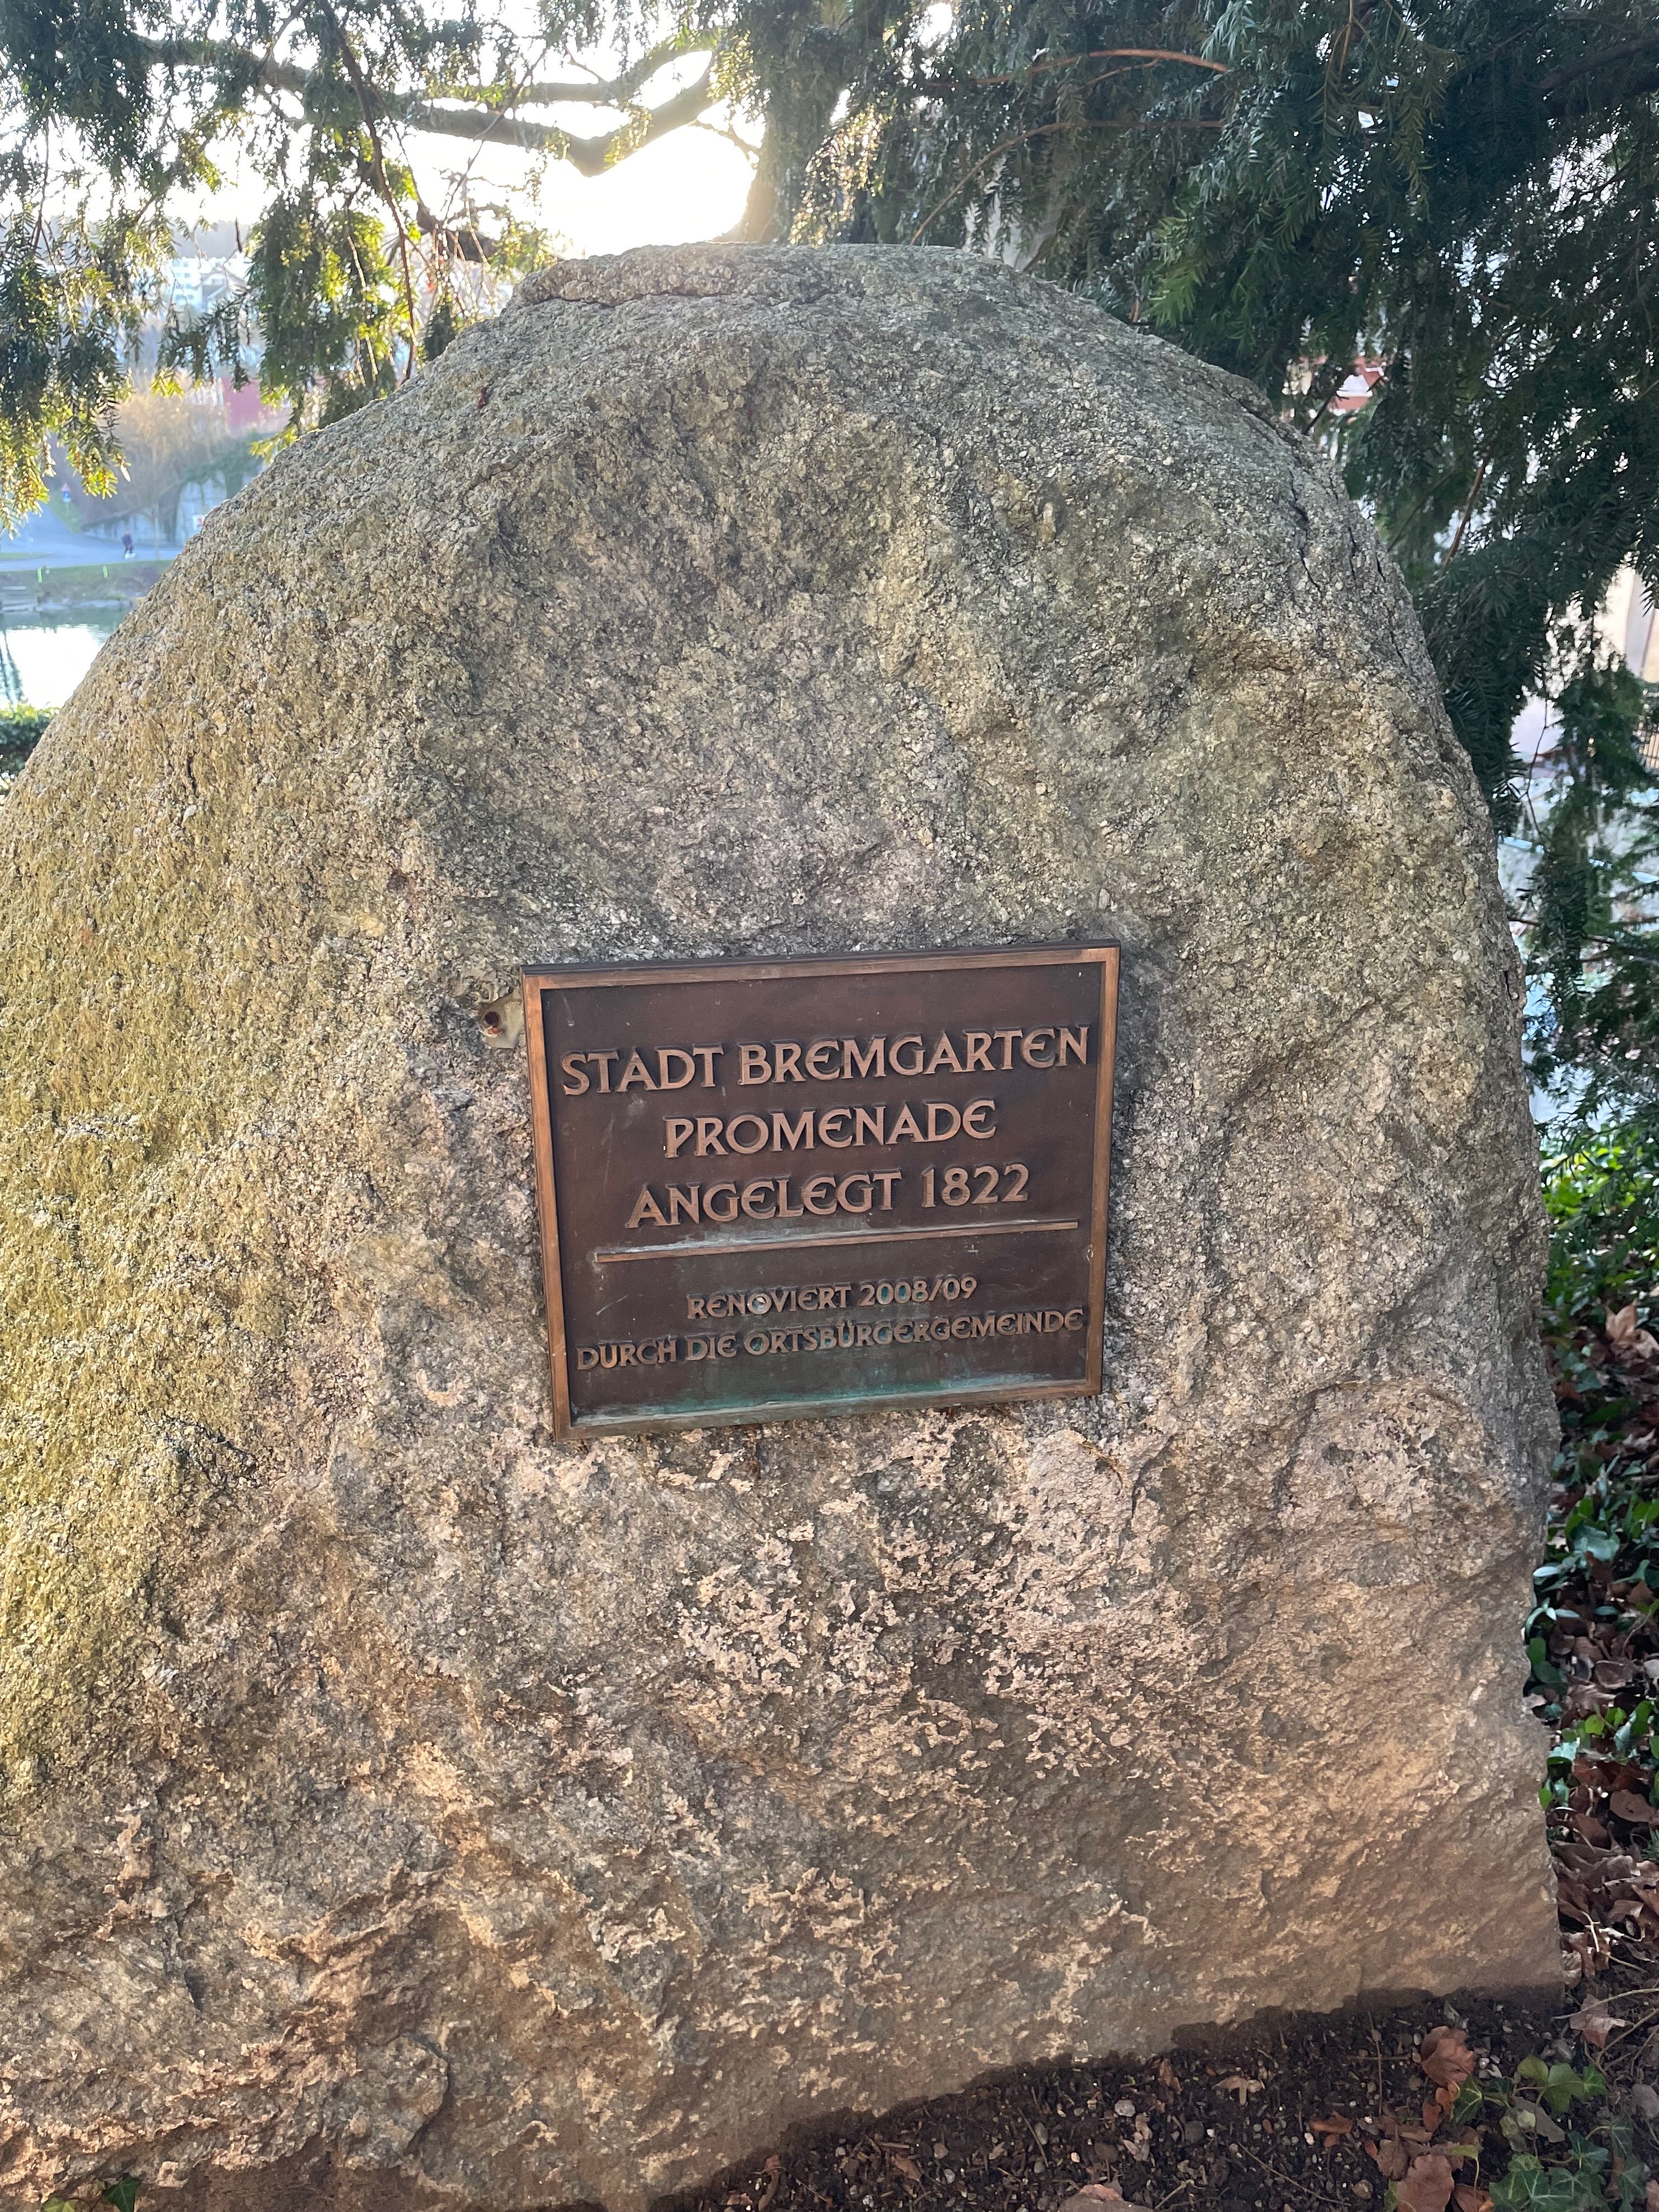 STADT BREMGARTEN
PROMENADE
ANGELEGT 1822
RENOVIERT 2008/09
DURCH DIE ORTSBÜRGERGEMEINDE